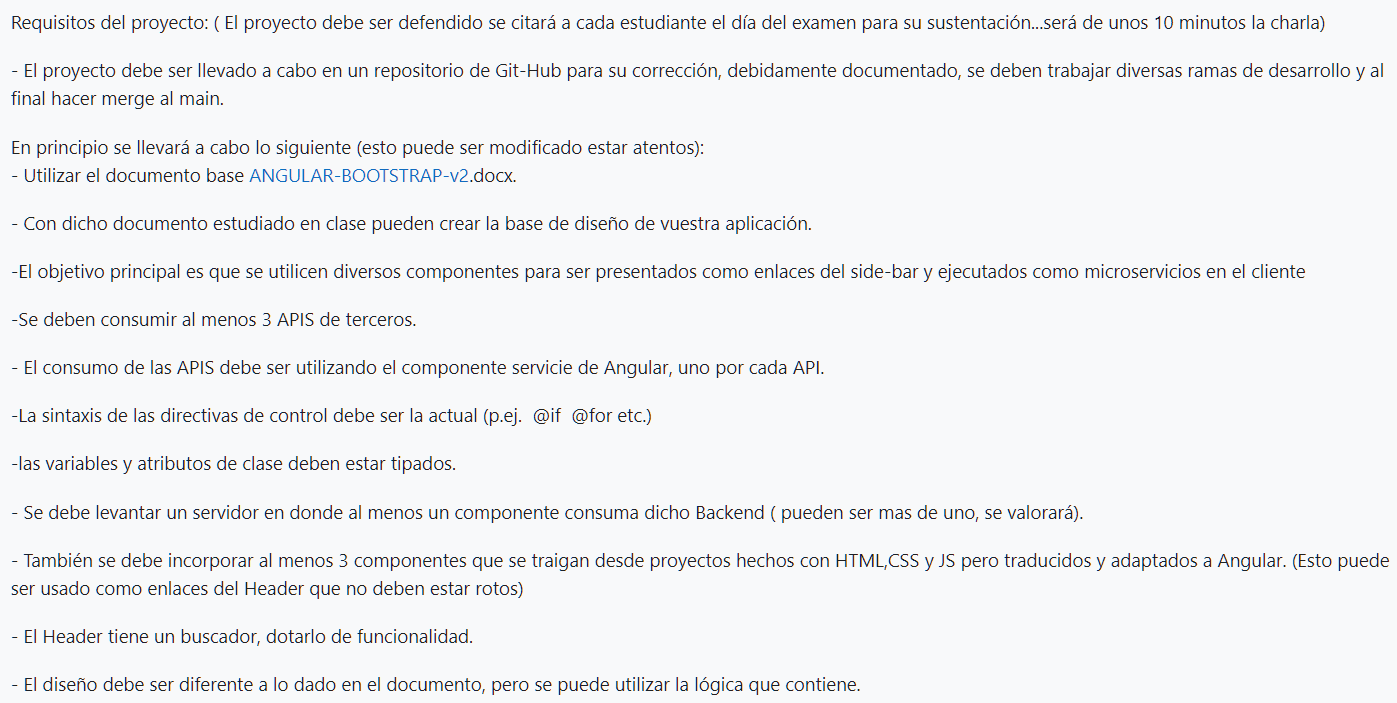 Requisitos del proyecto: ( El proyecto debe ser defendido se citará a cada estudiante el día del examen para su sustentación...será de unos 10 minutos la charla)
- El proyecto debe ser llevado a cabo en un repositorio de Git-Hub para su corrección, debidamente documentado, se deben trabajar diversas ramas de desarrollo y al
final hacer merge al main.
En principio se llevará a cabo lo siguiente (esto puede ser modificado estar atentos):
- Utilizar el documento base ANGULAR-BOOTSTRAP-v2.docx.
- Con dicho documento estudiado en clase pueden crear la base de diseño de vuestra aplicación.
-El objetivo principal es que se utilicen diversos componentes para ser presentados como enlaces del side-bar y ejecutados como microservicios en el cliente
-Se deben consumir al menos 3 APIS de terceros.
- El consumo de las APIS debe ser utilizando el componente servicie de Angular, uno por cada API.
-La sintaxis de las directivas de control debe ser la actual (p.ej.  @if  @for etc.)
-las variables y atributos de clase deben estar tipados.
- Se debe levantar un servidor en donde al menos un componente consuma dicho Backend ( pueden ser mas de uno, se valorará).
- También se debe incorporar al menos 3 componentes que se traigan desde proyectos hechos con HTML,CSS y JS pero traducidos y adaptados a Angular. (Esto puede
ser usado como enlaces del Header que no deben estar rotos)
- El Header tiene un buscador, dotarlo de funcionalidad.
- El diseño debe ser diferente a lo dado en el documento, pero se puede utilizar la lógica que contiene.